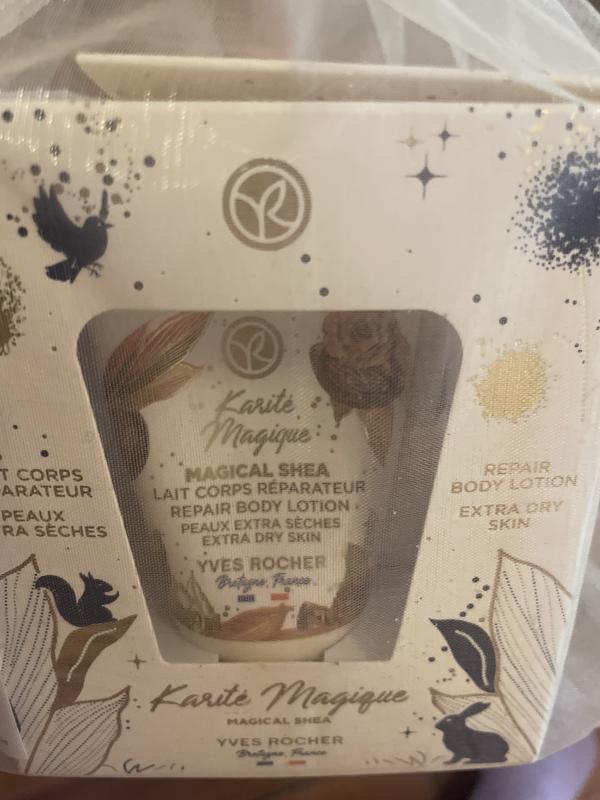 Karité
Magique
MAGICAL SHEA
LAIT CORPS RÉPARATEUR
REPAIR BODY LOTION
PEAUX EXTRA SÈCHES
EXTRA DRY SKIN
YVES ROCHER
Bretagne, France
T CORPS
PARATEUR
PEAUX
RA SÈCHES
REPAIR
BODY LOTION
EXTRA DRY
SKIN
Karité Magique
MAGICAL SHEA
YVES ROCHER
Bretagne, France